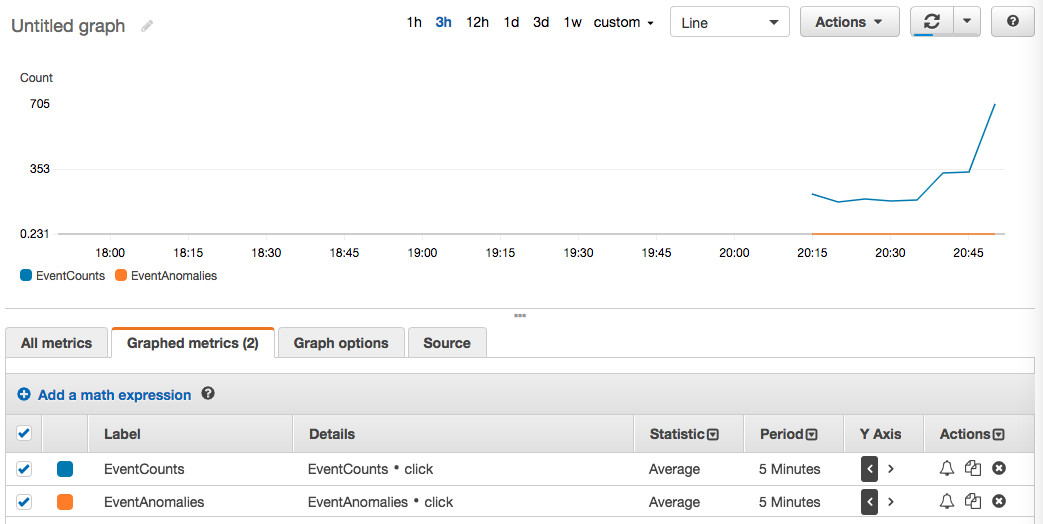 Untitled graph 1h 3h 12h 1d 3d 1w custom Line Actions ?
Count
705
353
0.231
18:00 18:15 18:30 18:45 19:00 19:15 19:30 19:45 20:00 20:15 20:30 20:45
EventCounts EventAnomalies
All metrics Graphed metrics (2) Graph options Source
Add a math expression ?
Label Details Statistic Period Y Axis Actions
EventCounts EventCounts • click Average 5 Minutes < >
EventAnomalies EventAnomalies • click Average 5 Minutes < >